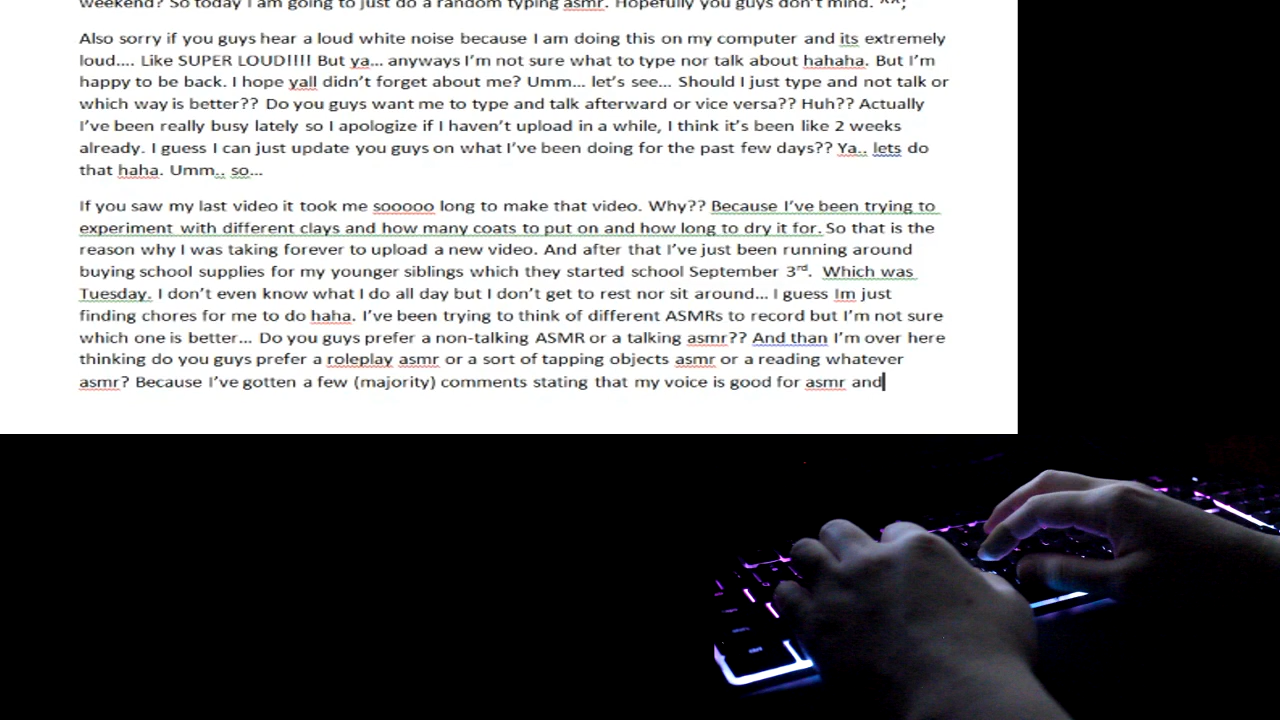 weekend? So today I am going to just do a random typing asmr. Hopefully you guys don't mind. ^^;
Also sorry if you guys hear a loud white noise because I am doing this on my computer and its extremely
loud.... Like SUPER LOUD!!!! But ya... anyways I'm not sure what to type nor talk about hahaha. But I'm
happy to be back. I hope yall didn't forget about me? Umm... let's see... Should I just type and not talk or
which way is better?? Do you guys want me to type and talk afterward or vice versa?? Huh?? Actually
I've been really busy lately so I apologize if I haven't upload in a while, I think it's been like 2 weeks
already. I guess I can just update you guys on what I've been doing for the past few days?? Ya.. lets do
that haha. Umm.. so...
If you saw my last video it took me sooooo long to make that video. Why?? Because I've been trying to
experiment with different clays and how many coats to put on and how long to dry it for. So that is the
reason why I was taking forever to upload a new video. And after that I've just been running around
buying school supplies for my younger siblings which they started school September 3rd. Which was
Tuesday. I don't even know what I do all day but I don't get to rest nor sit around... I guess Im just
finding chores for me to do haha. I've been trying to think of different ASMRs to record but I'm not sure
which one is better... Do you guys prefer a non-talking ASMR or a talking asmr?? And than I'm over here
thinking do you guys prefer a roleplay asmr or a sort of tapping objects asmr or a reading whatever
asmr? Because I've gotten a few (majority) comments stating that my voice is good for asmr and